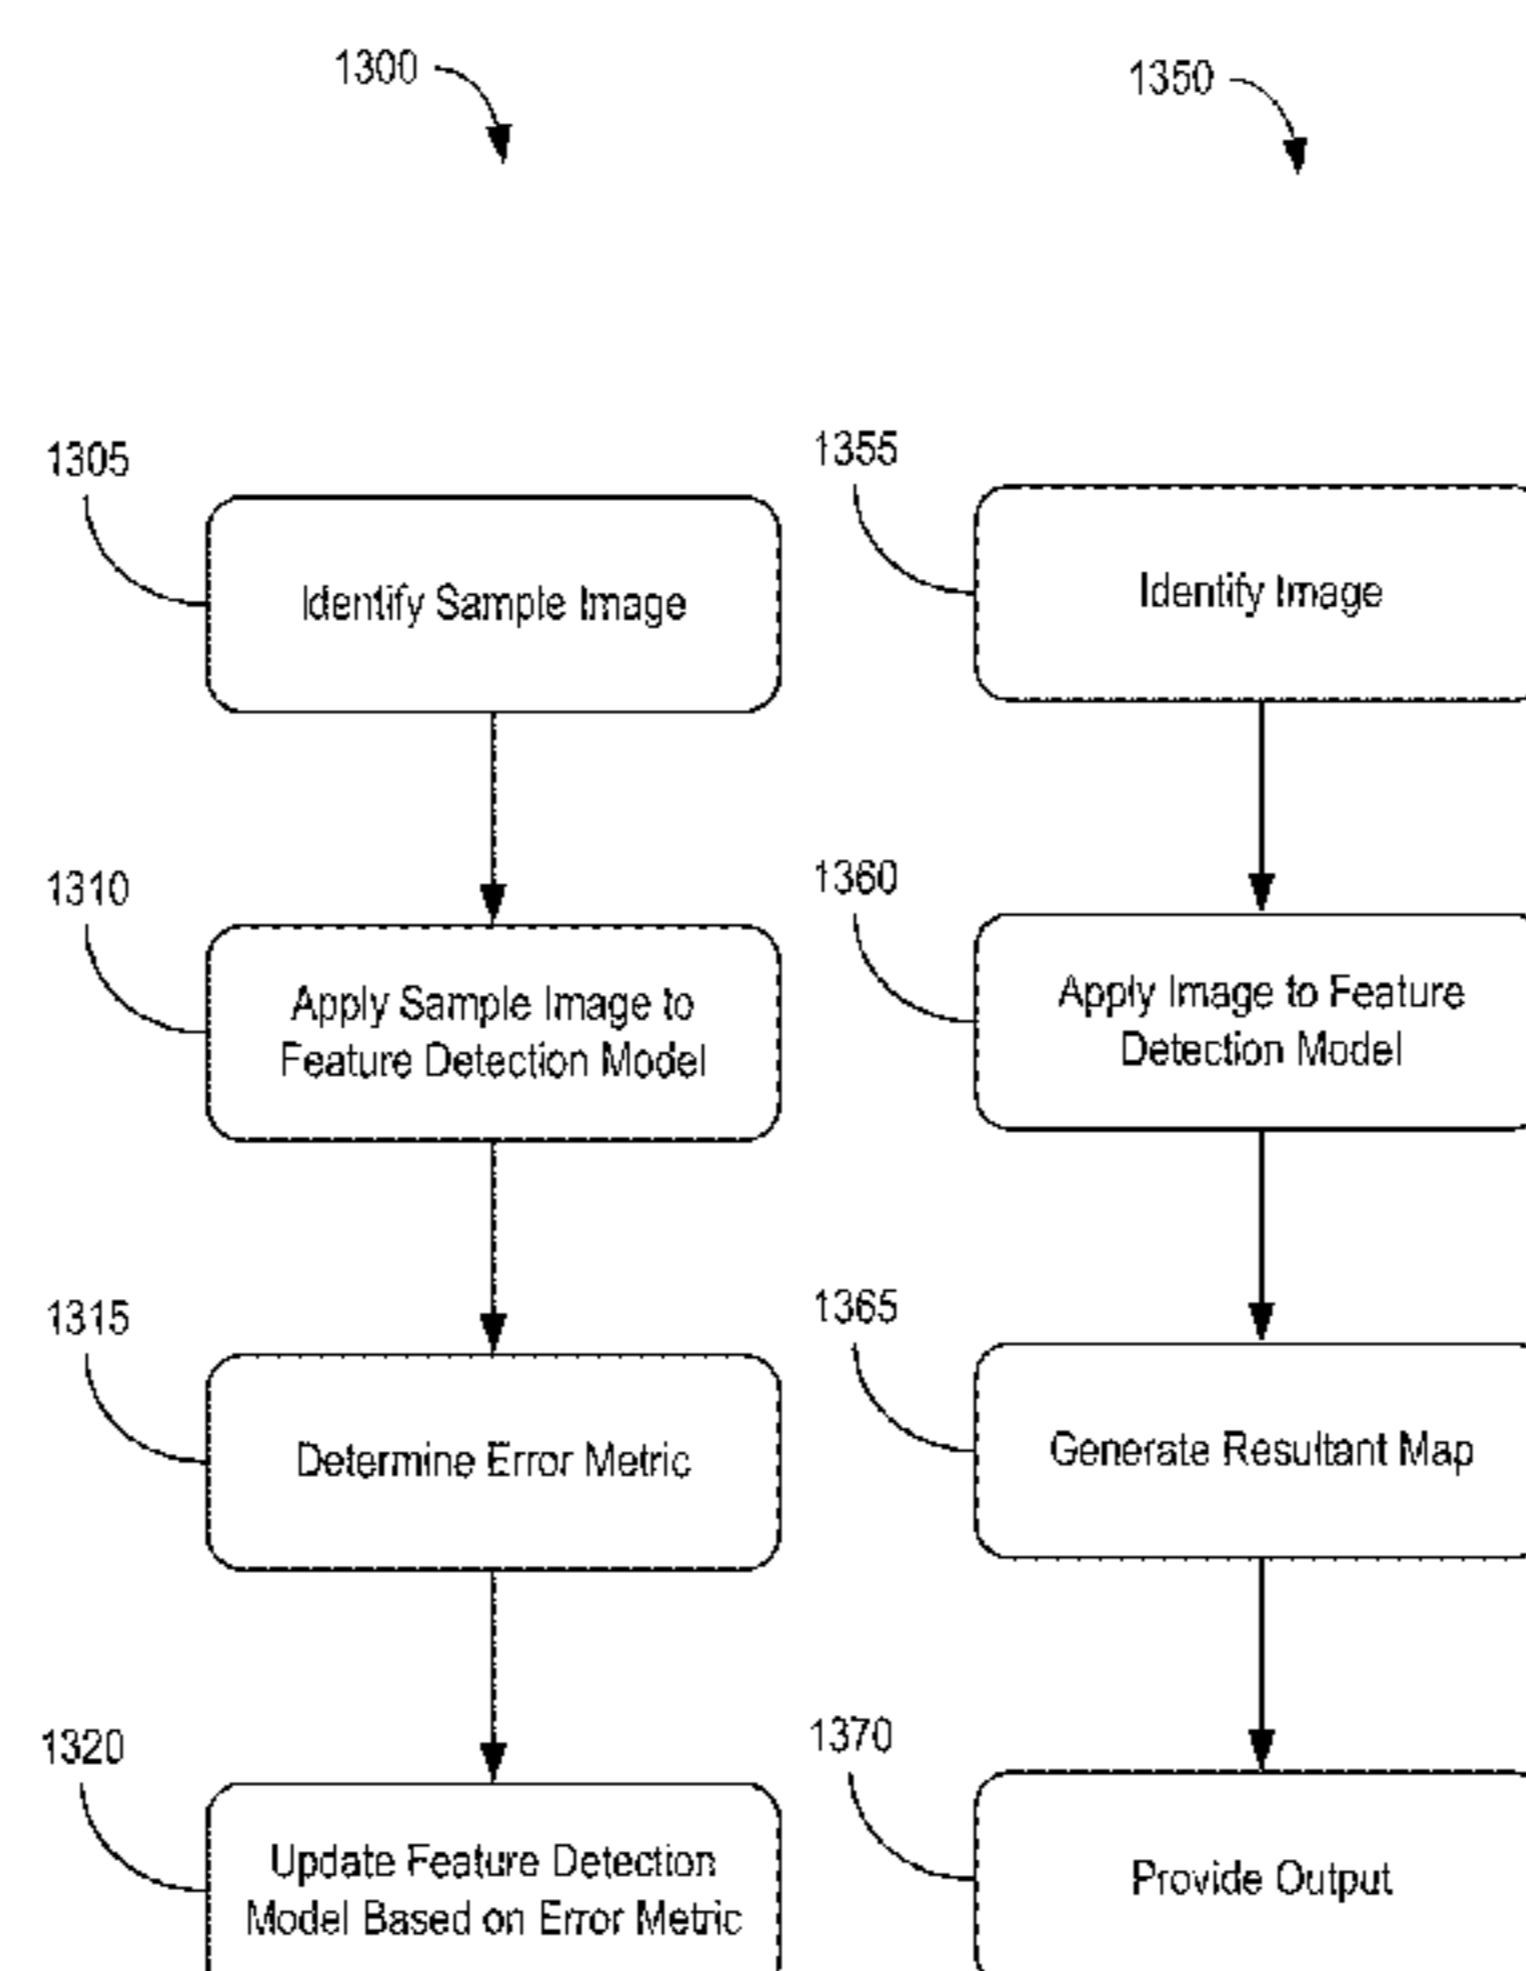 1300
1305
Identify Sample Image
1310
Apply Sample Image to
Feature Detection Model
1315
Determine Error Metric
1320
Update Feature Detection
Model Based on Error Metric
1350
1355
Identify Image
1360
Apply Image to Feature
Detection Model
1365
Generate Resultant Map
1370
Provide Output